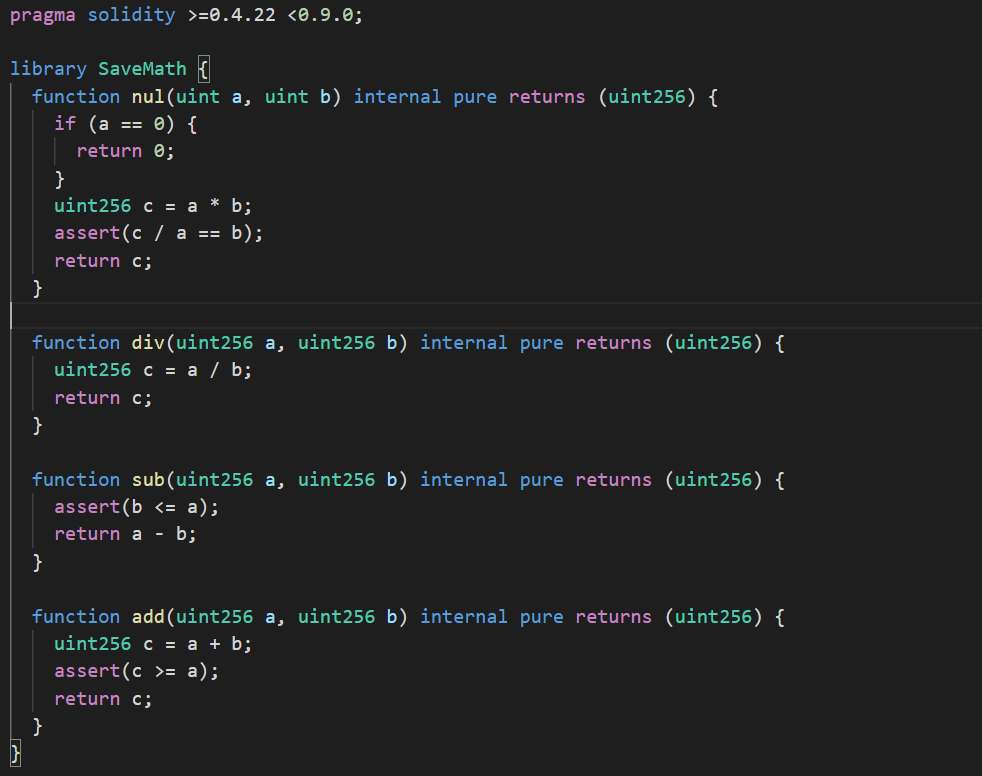 pragma solidity >=0.4.22 <0.9.0;
library SaveMath {
function nul(uint a, uint b) internal pure returns (uint256) {
if (a == 0) {
return 0;
}
uint256 c = a * b;
assert(c / a == b);
return c;
}
function div(uint256 a, uint256 b) internal pure returns (uint256) {
uint256 c = a / b;
return c;
}
function sub(uint256 a, uint256 b) internal pure returns (uint256) {
assert(b <= a);
return a - b;
}
function add(uint256 a, uint256 b) internal pure returns (uint256) {
uint256 c = a + b;
assert(c >= a);
return c;
}
}